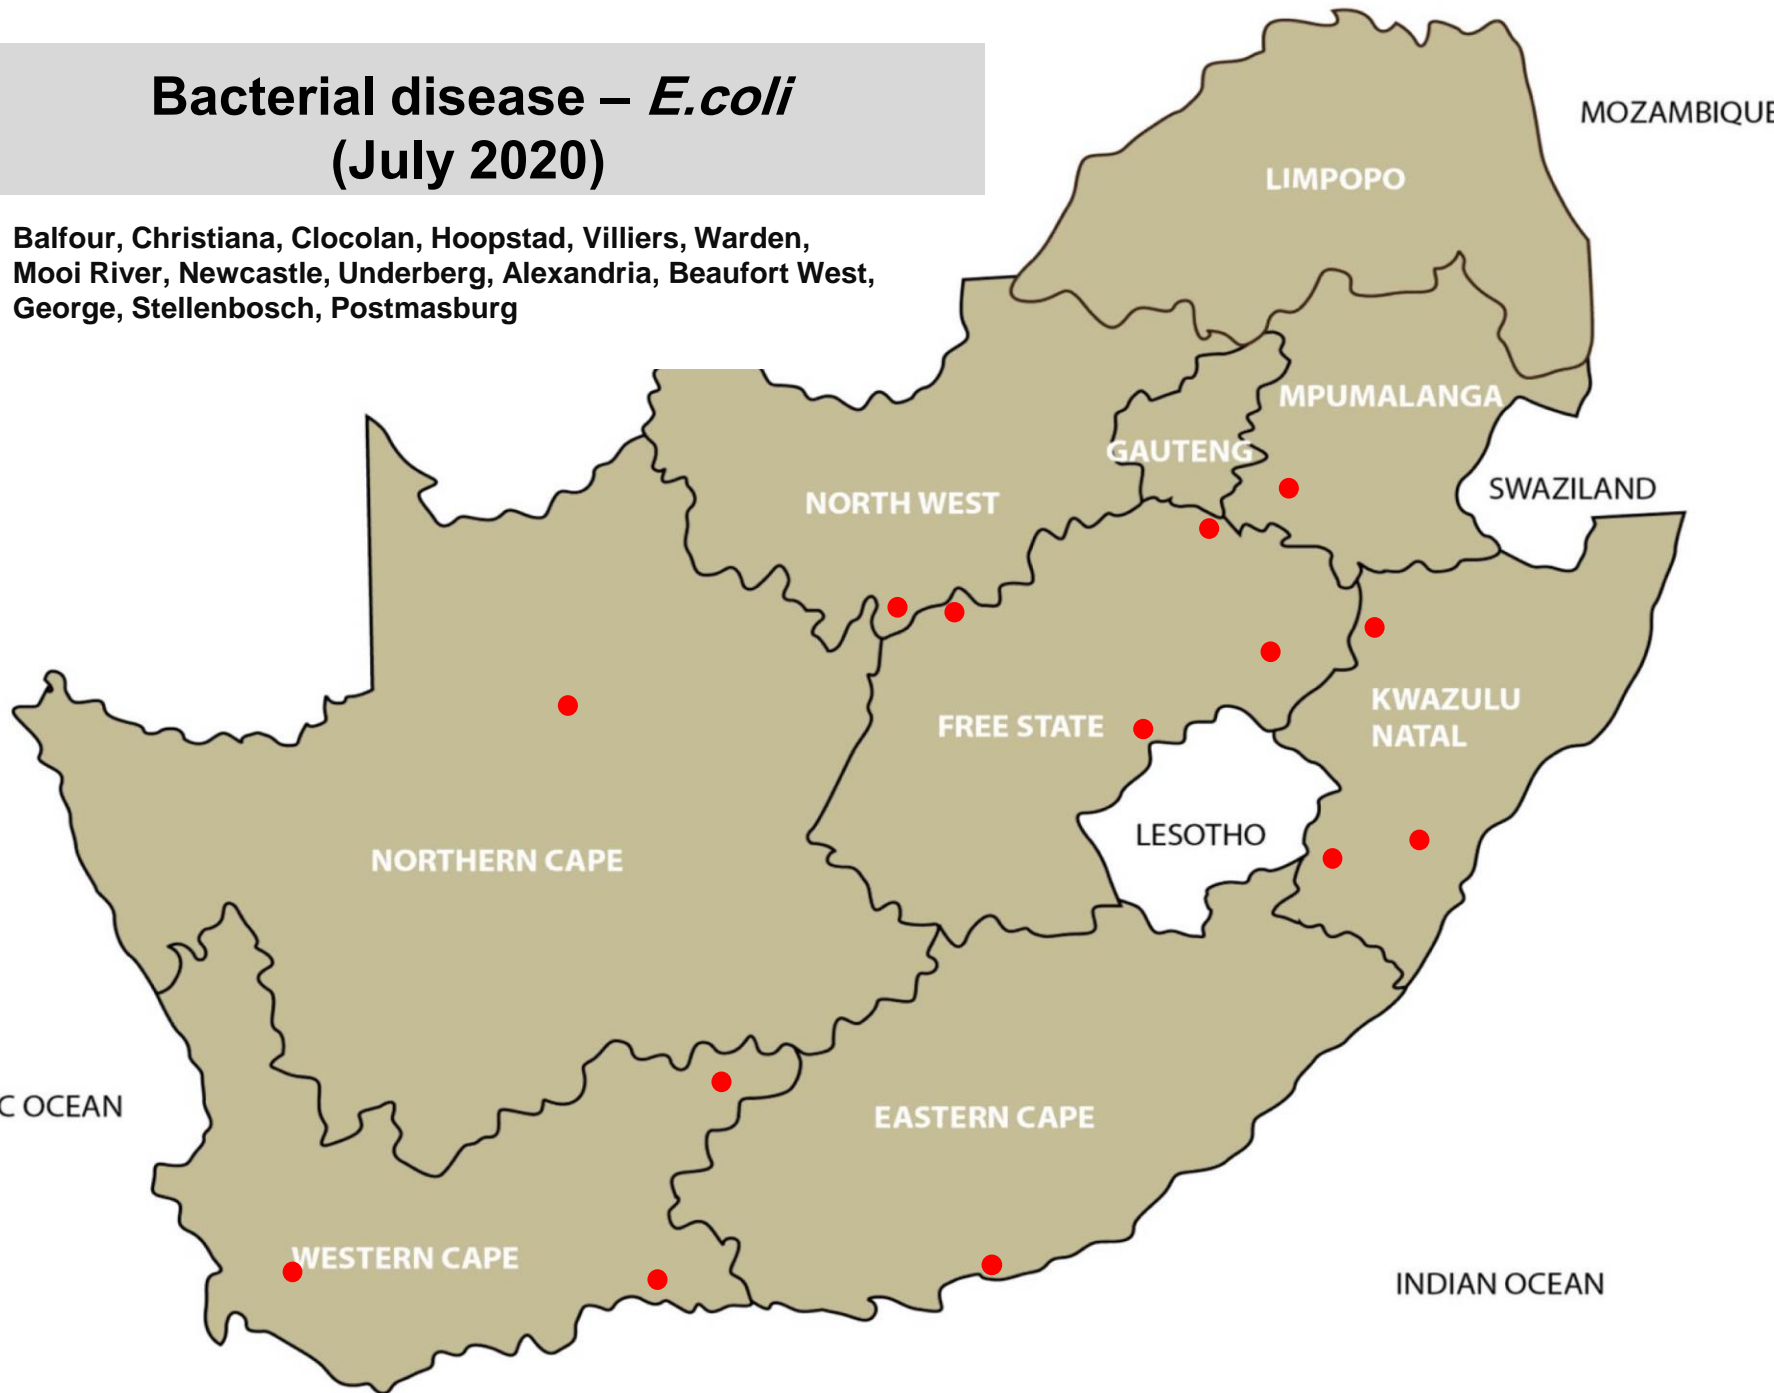 Bacterial disease – E.coli
(July 2020)
Balfour, Christiana, Clocolan, Hoopstad, Villiers, Warden,
Mooi River, Newcastle, Underberg, Alexandria, Beaufort West,
George, Stellenbosch, Postmasburg
MOZAMBIQUE
LIMPOPO
MPUMALANGA
GAUTENG
SWAZILAND
NORTH WEST
KWAZULU
NATAL
FREE STATE
LESOTHO
NORTHERN CAPE
C OCEAN
EASTERN CAPE
WESTERN CAPE
INDIAN OCEAN